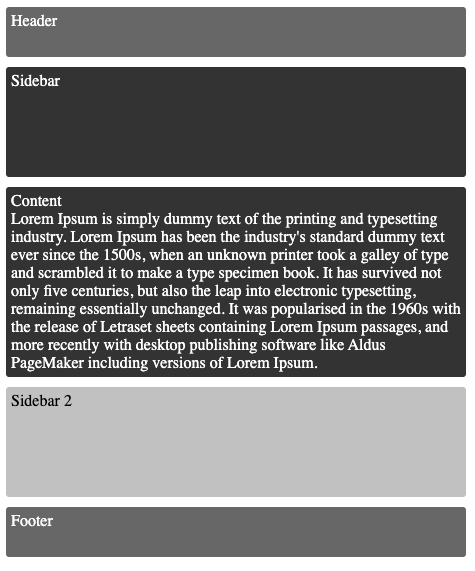 Header
Sidebar
Content
Lorem Ipsum is simply dummy text of the printing and typesetting
industry. Lorem Ipsum has been the industry's standard dummy text
ever since the 1500s, when an unknown printer took a galley of type
and scrambled it to make a type specimen book. It has survived not
only five centuries, but also the leap into electronic typesetting,
remaining essentially unchanged. It was popularised in the 1960s with
the release of Letraset sheets containing Lorem Ipsum passages, and
more recently with desktop publishing software like Aldus
PageMaker including versions of Lorem Ipsum.
Sidebar 2
Footer